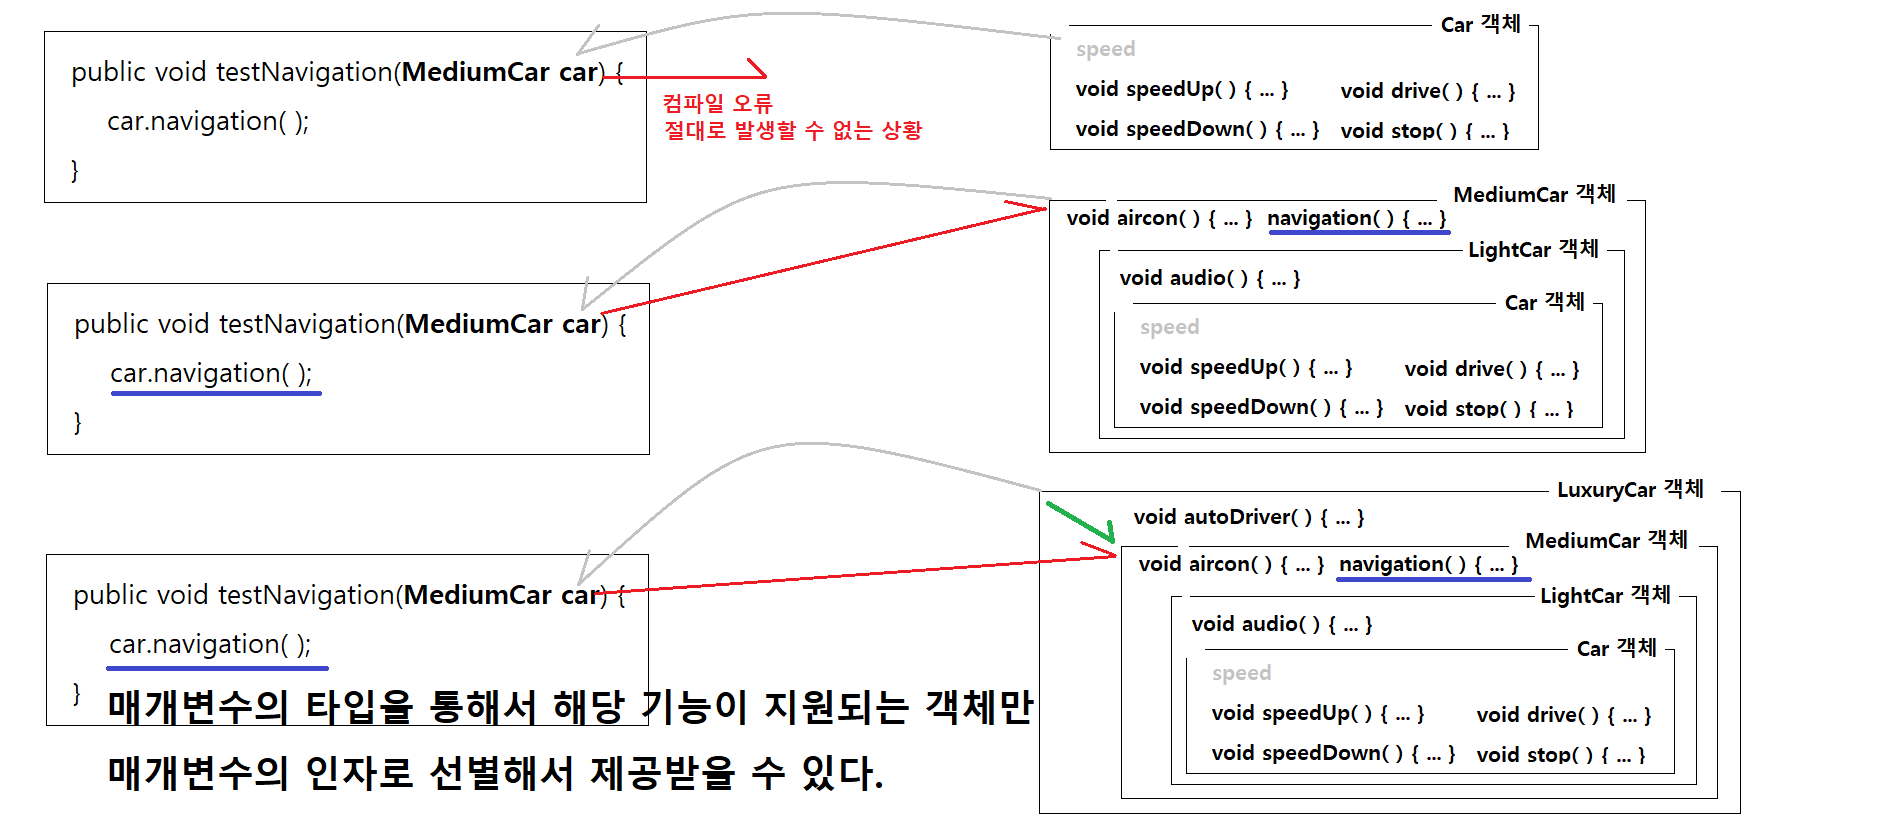 public void testNavigation(MediumCar car) {
car.navigation( );
}
컴파일 오류
절대로 발생할 수 없는 상황
Car 객체
speed
void speedUp( ) { ... } void drive( ) { ... }
void speedDown( ) { ... } void stop( ) { ... }
public void testNavigation(MediumCar car) {
car.navigation( );
}
MediumCar 객체
void aircon( ) { ... } navigation( ) { ... }
LightCar 객체
void audio( ) { ... }
Car 객체
speed
void speedUp( ) { ... } void drive( ) { ... }
void speedDown( ) { ... } void stop( ) { ... }
public void testNavigation(MediumCar car) {
car.navigation( );
}
LuxuryCar 객체
void autoDriver( ) { ... }
MediumCar 객체
void aircon( ) { ... } navigation( ) { ... }
LightCar 객체
void audio( ) { ... }
Car 객체
speed
void speedUp( ) { ... } void drive( ) { ... }
void speedDown( ) { ... } void stop( ) { ... }
매개변수의 타입을 통해서 해당 기능이 지원되는 객체만
매개변수의 인자로 선별해서 제공받을 수 있다.